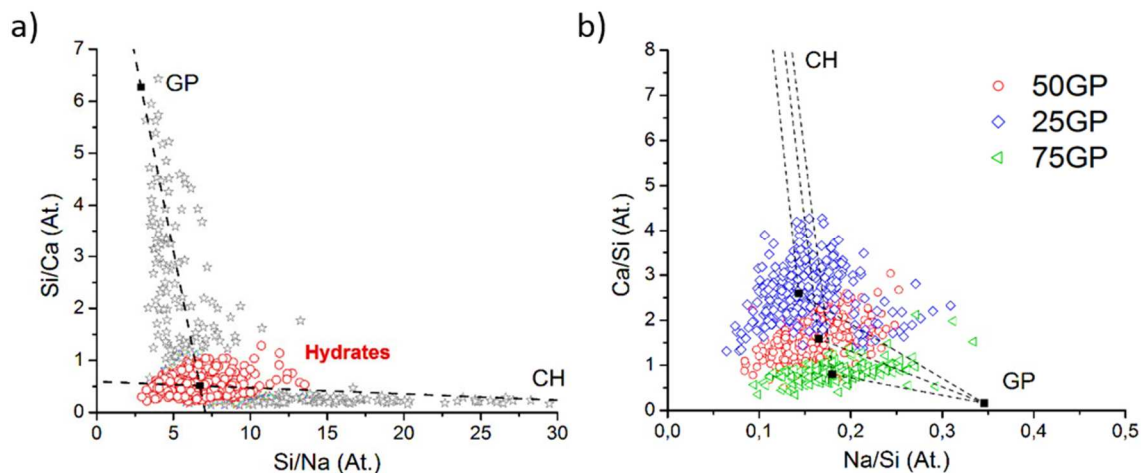 a)
7
6
5
4
3
2
1
0
Si/Ca (At.)
GP
Hydrates
CH
0 5 10 15 20 25 30
Si/Na (At.)
b)
8
7
6
5
4
3
2
1
0
Ca/Si (At.)
CH
50GP
25GP
75GP
GP
0,0 0,1 0,2 0,3 0,4 0,5
Na/Si (At.)